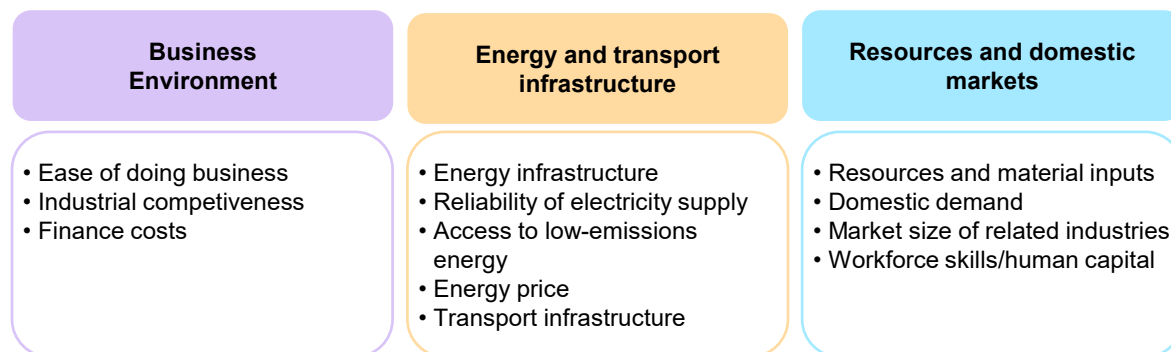 Business
Environment
• Ease of doing business
• Industrial competiveness
• Finance costs
Energy and transport
infrastructure
• Energy infrastructure
• Reliability of electricity supply
• Access to low-emissions
energy
• Energy price
• Transport infrastructure
Resources and domestic
markets
• Resources and material inputs
• Domestic demand
• Market size of related industries
• Workforce skills/human capital